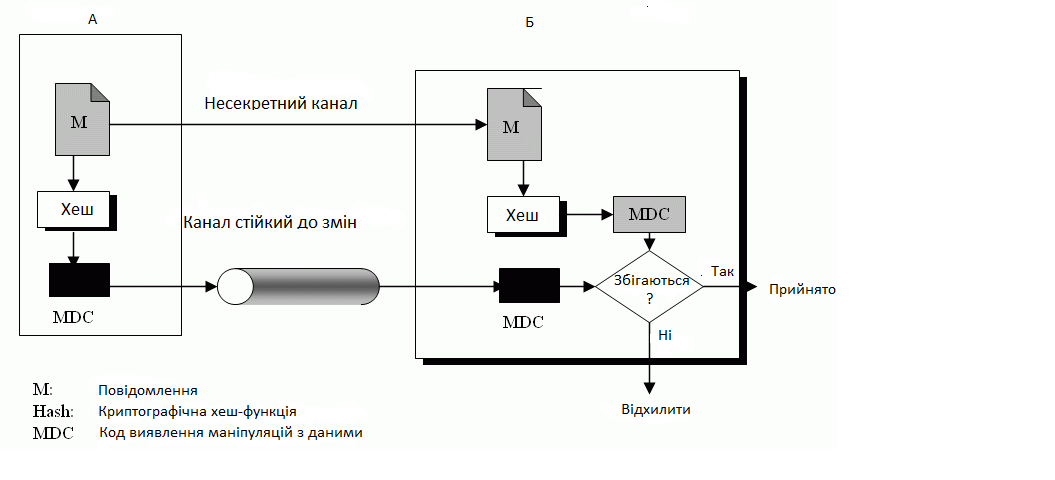 А
Б
Несекретний канал
М
М
Хеш
Хеш
MDC
Канал стійкий до змін
Збігаються
?
Так
Прийнято
MDC
MDC
Ні
Відхилити
М: Повідомлення
Hash: Криптографічна хеш-функція
MDC Код виявлення маніпуляцій з даними